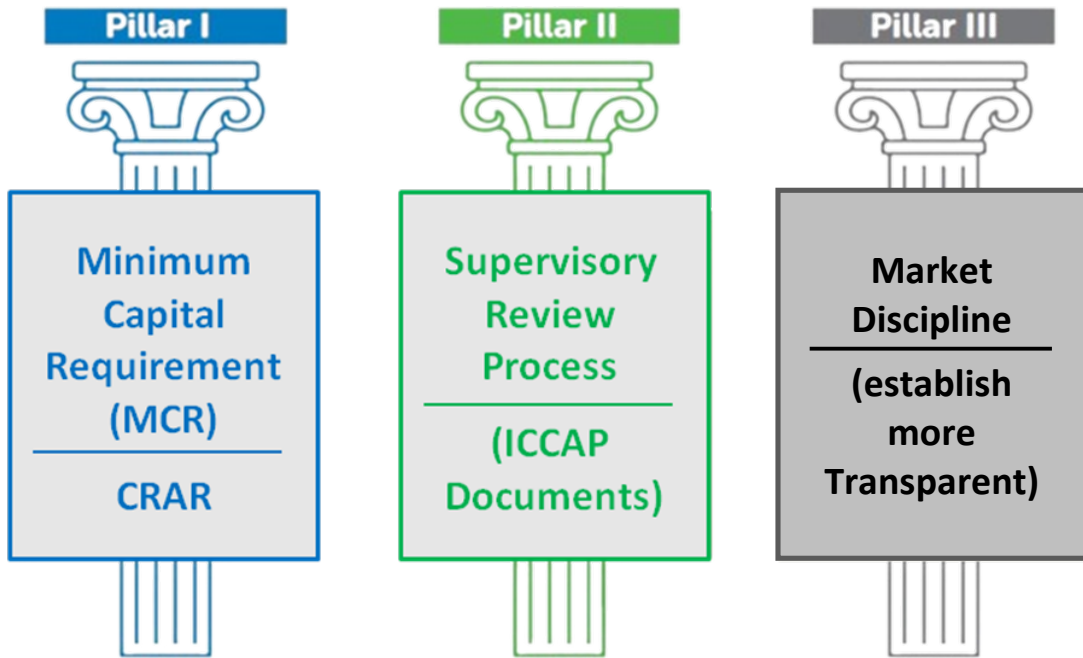 Pillar I
Minimum
Capital
Requirement
(MCR)
CRAR
Pillar II
Supervisory
Review
Process
(ICCAP
Documents)
Pillar III
Market
Discipline
(establish
more
Transparent)